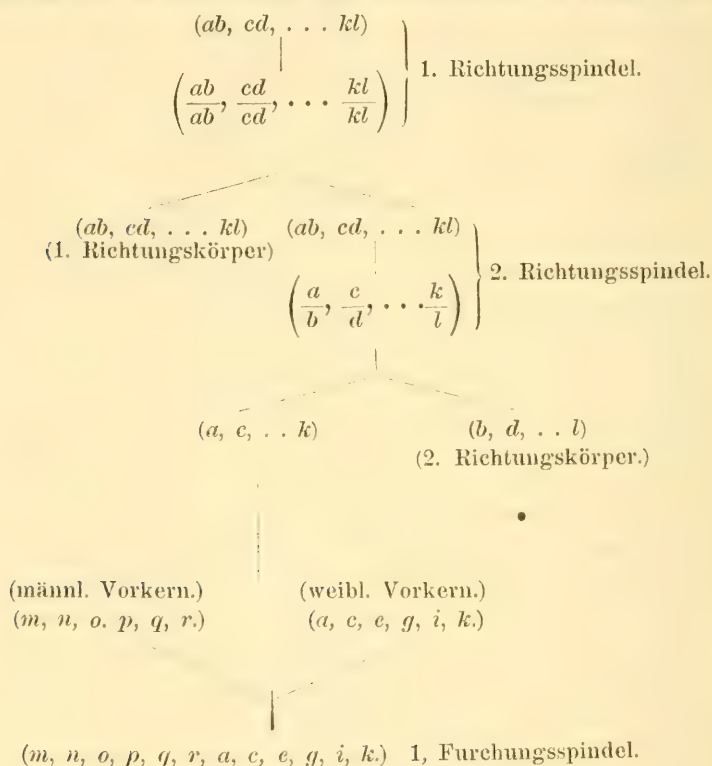 (ab, cd, . . . kl)
1. Richtungsspindel.
(ab/ab, cd/cd, . . . kl/kl)
(ab, cd, . . . kl) (ab, cd, . . . kl)
(1. Richtungskörper)
2. Richtungsspindel.
(a/b, c/d, . . . k/l)
(a, c, . . k) (b, d, . . l)
(2. Richtungskörper.)
(männl. Vorkern.) (weibl. Vorkern.)
(m, n, o. p, q, r.) (a, c, e, g, i, k.)
(m, n, o, p, q, r, a, c, e, g, i, k.) 1, Furchungsspindel.